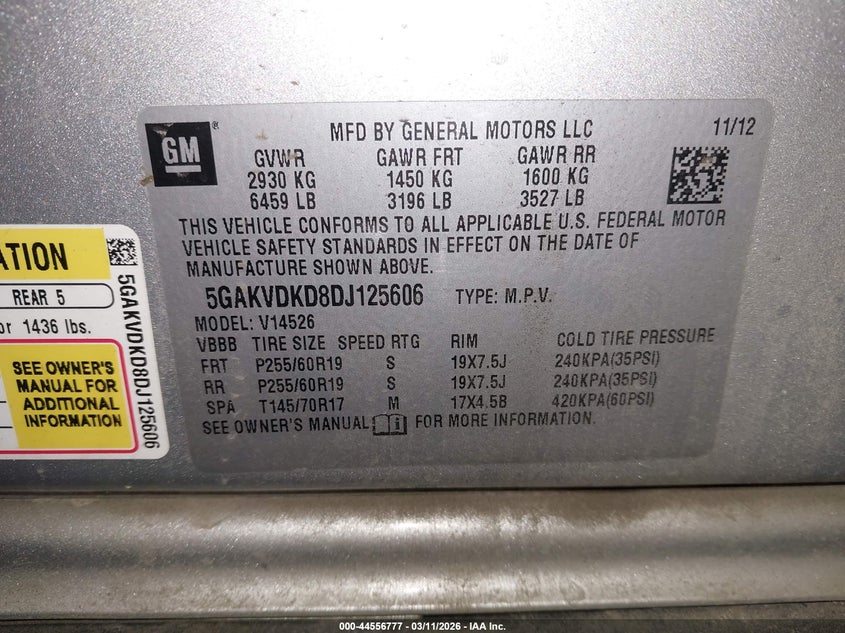 GM
®
MFD BY GENERAL MOTORS LLC 11/12
GVWR GAWR FRT GAWR RR
2930 KG 1450 KG 1600 KG
6459 LB 3196 LB 3527 LB
THIS VEHICLE CONFORMS TO ALL APPLICABLE U.S. FEDERAL MOTOR
VEHICLE SAFETY STANDARDS IN EFFECT ON THE DATE OF
MANUFACTURE SHOWN ABOVE.
5GAKVDKD8DJ125606 TYPE: M.P.V.
MODEL: V14526
VBBB TIRE SIZE SPEED RTG RIM COLD TIRE PRESSURE
FRT P255/60R19 S 19X7.5J 240KPA(35PSI)
RR P255/60R19 S 19X7.5J 240KPA(35PSI)
SPA T145/70R17 M 17X4.5B 420KPA(60PSI)
SEE OWNER'S MANUAL FOR MORE INFORMATION.
ATION
REAR 5
or 1436 lbs.
SEE OWNER'S
MANUAL FOR
ADDITIONAL
INFORMATION
5GAKVDKD8DJ125606
000-44556777 - 03/11/2026 - IAA Inc.